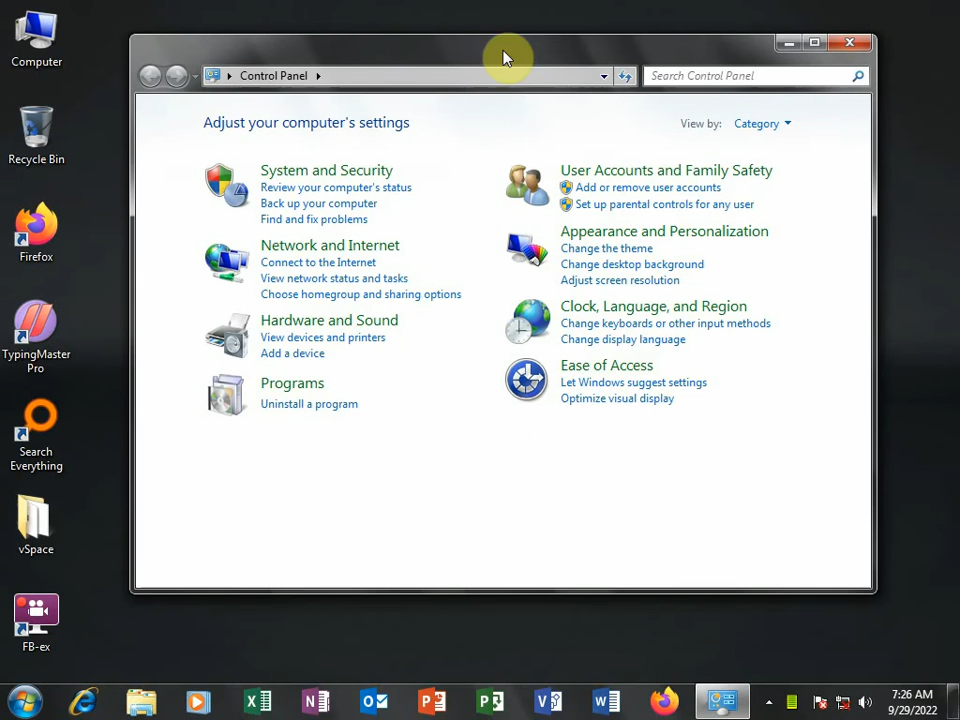 Computer
Recycle Bin
Firefox
TypingMaster
Pro
Search
Everything
vSpace
FB-ex
Control Panel
Search Control Panel
Adjust your computer's settings
View by: Category
System and Security
Review your computer's status
Back up your computer
Find and fix problems
Network and Internet
Connect to the Internet
View network status and tasks
Choose homegroup and sharing options
Hardware and Sound
View devices and printers
Add a device
Programs
Uninstall a program
User Accounts and Family Safety
Add or remove user accounts
Set up parental controls for any user
Appearance and Personalization
Change the theme
Change desktop background
Adjust screen resolution
Clock, Language, and Region
Change keyboards or other input methods
Change display language
Ease of Access
Let Windows suggest settings
Optimize visual display
7:26 AM
9/29/2022